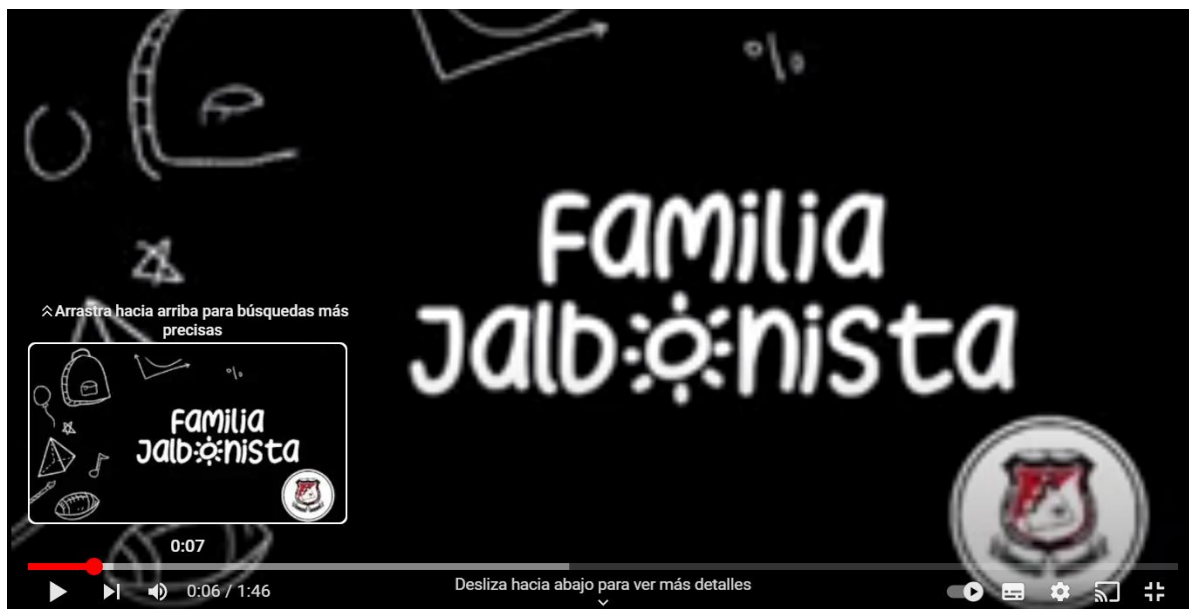 %
Familia
Jalbonista
Arrastra hacia arriba para búsquedas más
precisas
%
Familia
Jalbonista
0:07
0:06 / 1:46
Desliza hacia abajo para ver más detalles